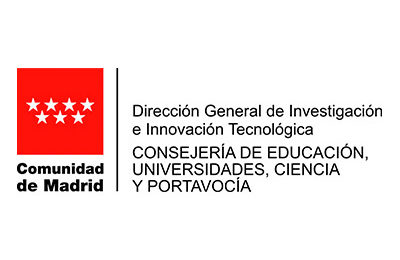 Comunidad
de Madrid
Dirección General de Investigación
e Innovación Tecnológica
CONSEJERÍA DE EDUCACIÓN,
UNIVERSIDADES, CIENCIA
Y PORTAVOCÍA